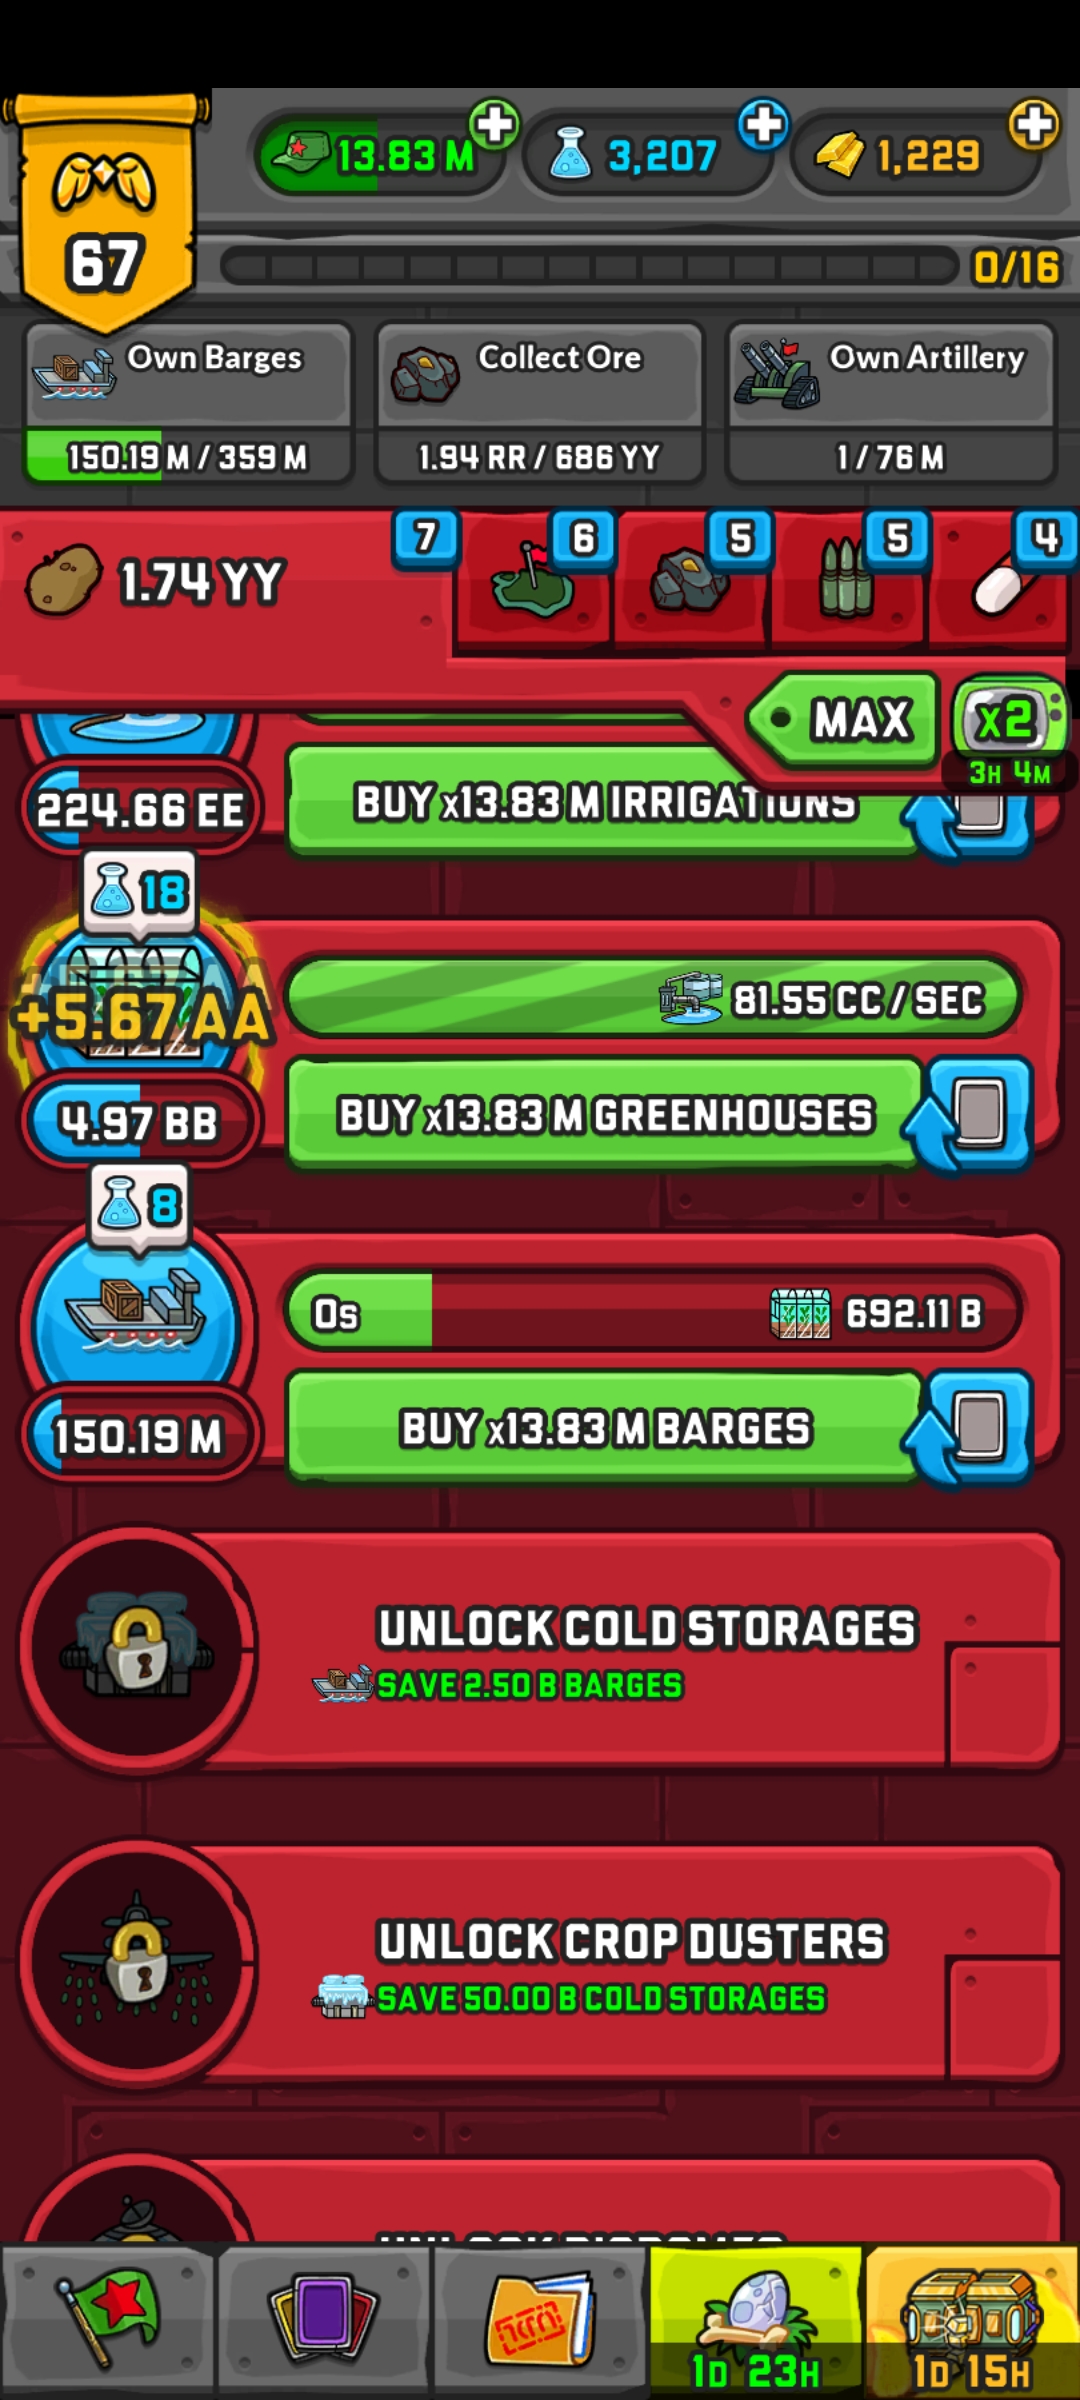 13.83 M
3,207
1,229
67
0/16
Own Barges
Collect Ore
Own Artillery
150.19 M / 359 M
1.94 RR / 686 YY
1 / 76 M
7
6
5
5
4
1.74 YY
MAX
x2
3H 4M
224.66 EE
BUY x13.83 M IRRIGATIONS
18
+5.67 AA
81.55 CC / SEC
4.97 BB
BUY x13.83 M GREENHOUSES
8
0s
692.11 B
150.19 M
BUY x13.83 M BARGES
UNLOCK COLD STORAGES
SAVE 2.50 B BARGES
UNLOCK CROP DUSTERS
SAVE 50.00 B COLD STORAGES
1D 23H
1D 15H